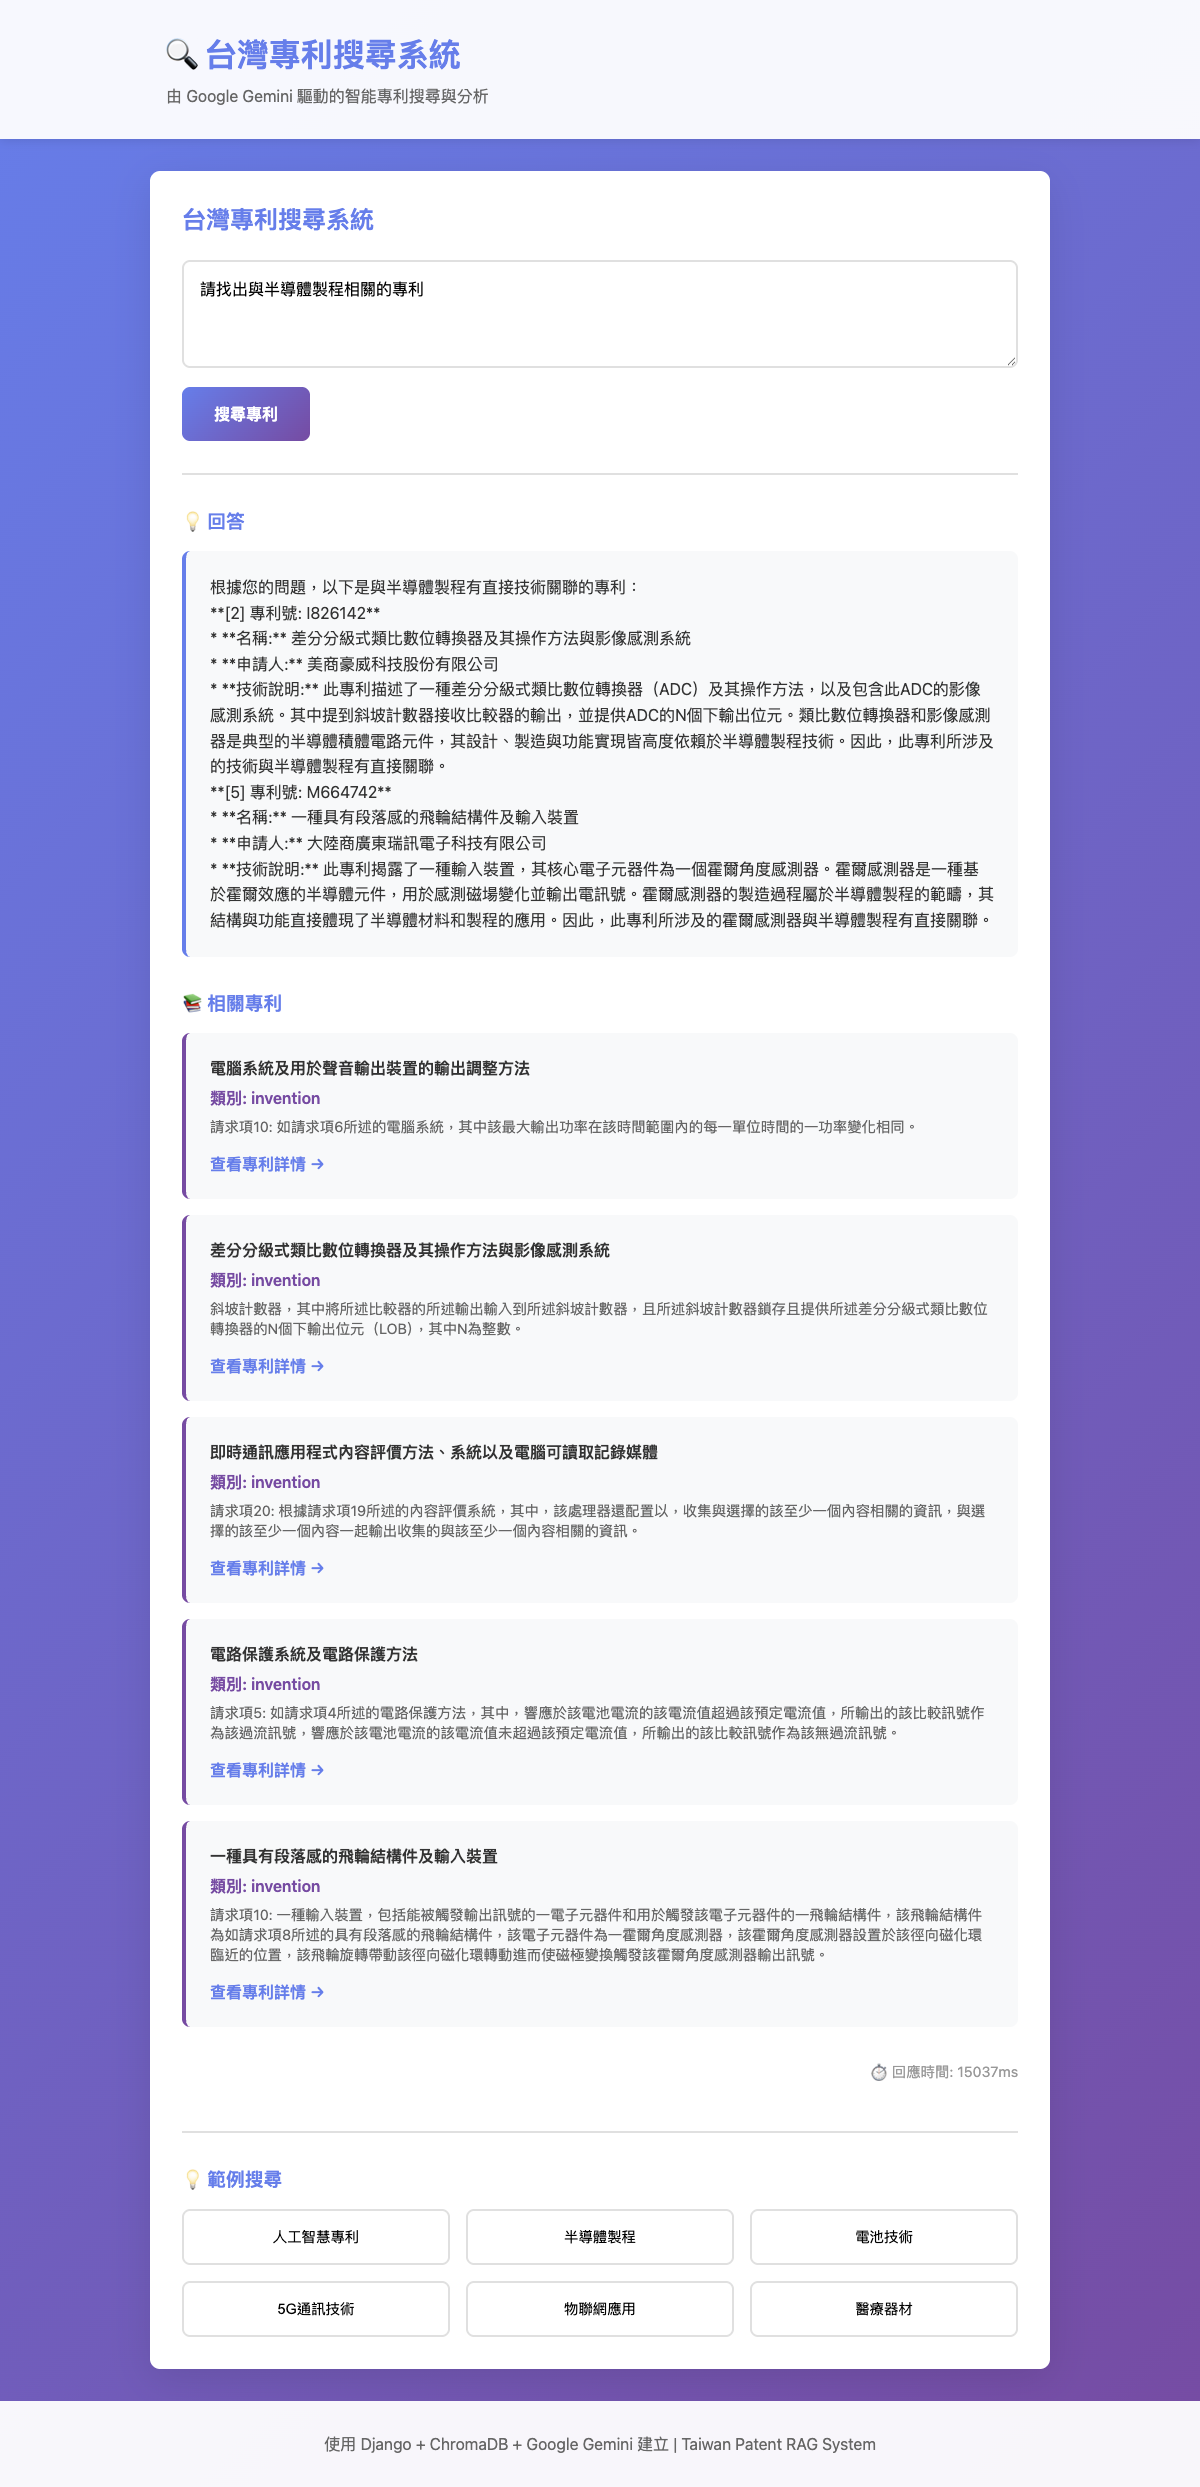 🔍 台灣專利搜尋系統
由 Google Gemini 驅動的智能專利搜尋與分析
台灣專利搜尋系統
請找出與半導體製程相關的專利
搜尋專利
💡 回答
根據您的問題，以下是與半導體製程有直接技術關聯的專利：
**[2] 專利號: I826142**
* **名稱:** 差分分級式類比數位轉換器及其操作方法與影像感測系統
* **申請人:** 美商豪威科技股份有限公司
* **技術說明:** 此專利描述了一種差分分級式類比數位轉換器（ADC）及其操作方法，以及包含此ADC的影像
感測系統。其中提到斜坡計數器接收比較器的輸出，並提供ADC的N個下輸出位元。類比數位轉換器和影像感測
器是典型的半導體積體電路元件，其設計、製造與功能實現皆高度依賴於半導體製程技術。因此，此專利所涉及
的技術與半導體製程有直接關聯。
**[5] 專利號: M664742**
* **名稱:** 一種具有段落感的飛輪結構件及輸入裝置
* **申請人:** 大陸商廣東瑞訊電子科技有限公司
* **技術說明:** 此專利揭露了一種輸入裝置，其核心電子元器件為一個霍爾角度感測器。霍爾感測器是一種基
於霍爾效應的半導體元件，用於感測磁場變化並輸出電訊號。霍爾感測器的製造過程屬於半導體製程的範疇，其
結構與功能直接體現了半導體材料和製程的應用。因此，此專利所涉及的霍爾感測器與半導體製程有直接關聯。
📚 相關專利
電腦系統及用於聲音輸出裝置的輸出調整方法
類別: invention
請求項10: 如請求項6所述的電腦系統，其中該最大輸出功率在該時間範圍內的每一單位時間的一功率變化相同。
查看專利詳情 →
差分分級式類比數位轉換器及其操作方法與影像感測系統
類別: invention
斜坡計數器，其中將所述比較器的所述輸出輸入到所述斜坡計數器，且所述斜坡計數器鎖存且提供所述差分分級式類比數位
轉換器的N個下輸出位元（LOB），其中N為整數。
查看專利詳情 →
即時通訊應用程式內容評價方法、系統以及電腦可讀取記錄媒體
類別: invention
請求項20: 根據請求項19所述的內容評價系統，其中，該處理器還配置以，收集與選擇的該至少一個內容相關的資訊，與選
擇的該至少一個內容一起輸出收集的與該至少一個內容相關的資訊。
查看專利詳情 →
電路保護系統及電路保護方法
類別: invention
請求項5: 如請求項4所述的電路保護方法，其中，響應於該電池電流的該電流值超過該預定電流值，所輸出的該比較訊號作
為該過流訊號，響應於該電池電流的該電流值未超過該預定電流值，所輸出的該比較訊號作為該無過流訊號。
查看專利詳情 →
一種具有段落感的飛輪結構件及輸入裝置
類別: invention
請求項10: 一種輸入裝置，包括能被觸發輸出訊號的一電子元器件和用於觸發該電子元器件的一飛輪結構件，該飛輪結構件
為如請求項8所述的具有段落感的飛輪結構件，該電子元器件為一霍爾角度感測器，該霍爾角度感測器設置於該徑向磁化環
臨近的位置，該飛輪旋轉帶動該徑向磁化環轉動進而使磁極變換觸發該霍爾角度感測器輸出訊號。
查看專利詳情 →
⏱️ 回應時間: 15037ms
💡 範例搜尋
人工智慧專利
半導體製程
電池技術
5G通訊技術
物聯網應用
醫療器材
使用 Django + ChromaDB + Google Gemini 建立 | Taiwan Patent RAG System